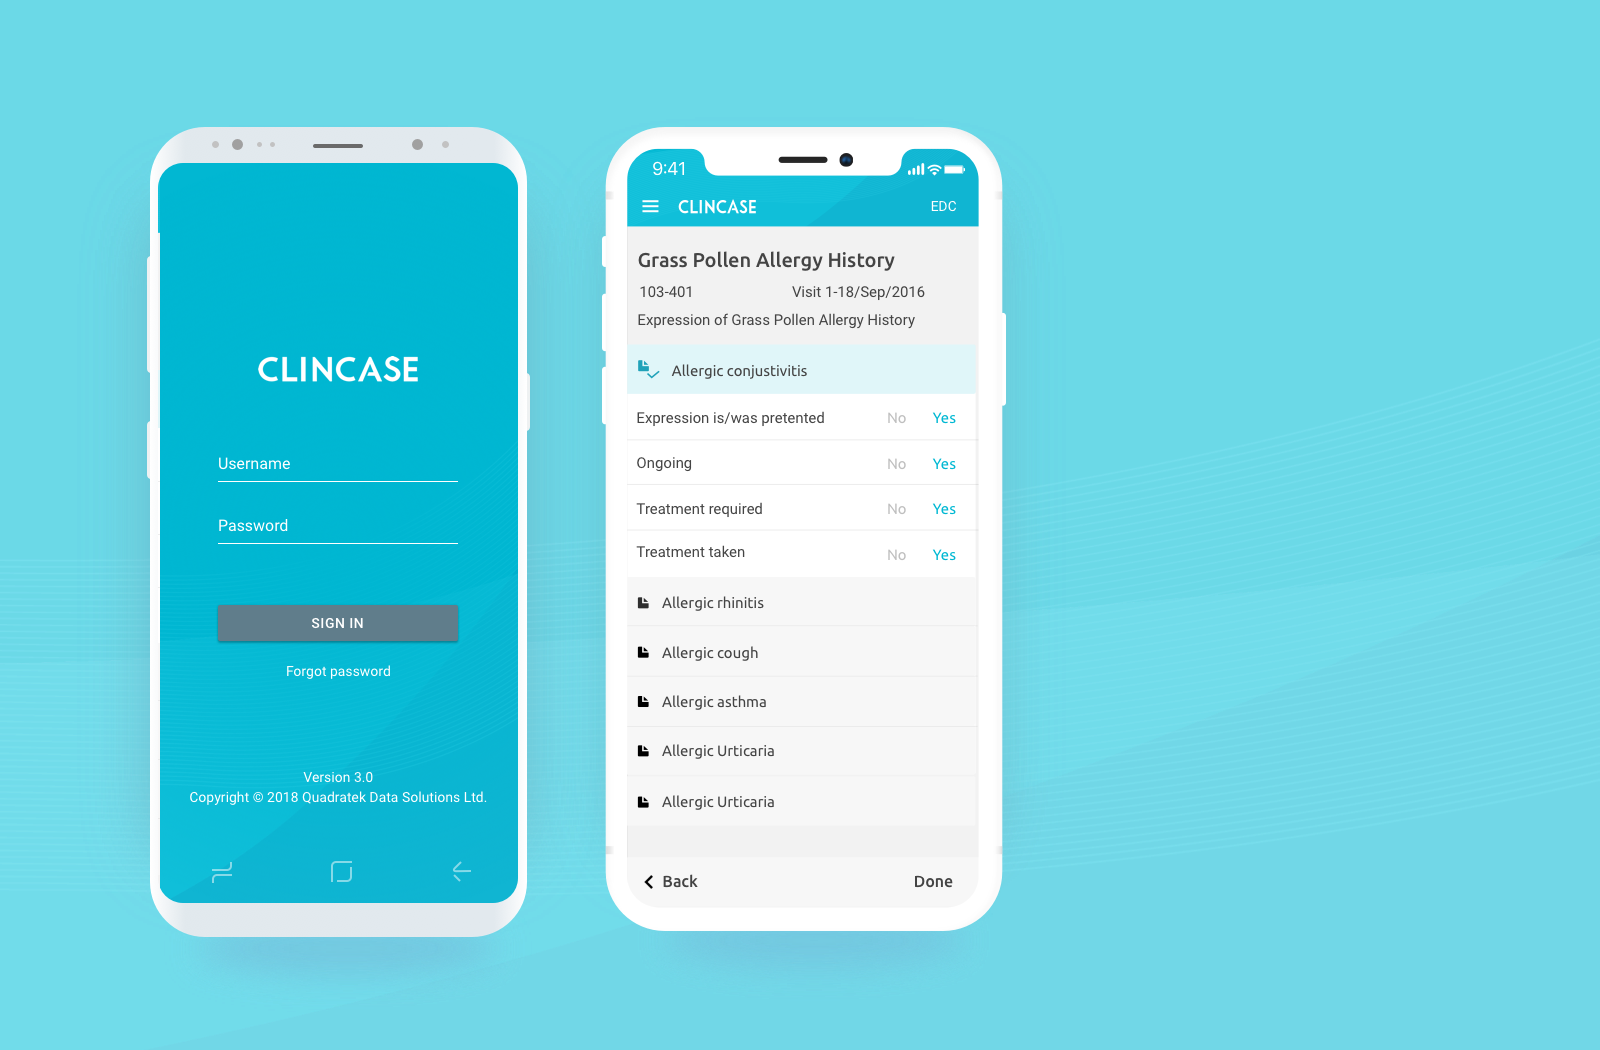 CLINCASE
Username
Password
SIGN IN
Forgot password
Version 3.0
Copyright © 2018 Quadratek Data Solutions Ltd.
9:41
CLINCASE EDC
Grass Pollen Allergy History
103-401 Visit 1-18/Sep/2016
Expression of Grass Pollen Allergy History
Allergic conjustivitis
Expression is/was pretented No Yes
Ongoing No Yes
Treatment required No Yes
Treatment taken No Yes
Allergic rhinitis
Allergic cough
Allergic asthma
Allergic Urticaria
Allergic Urticaria
Back Done